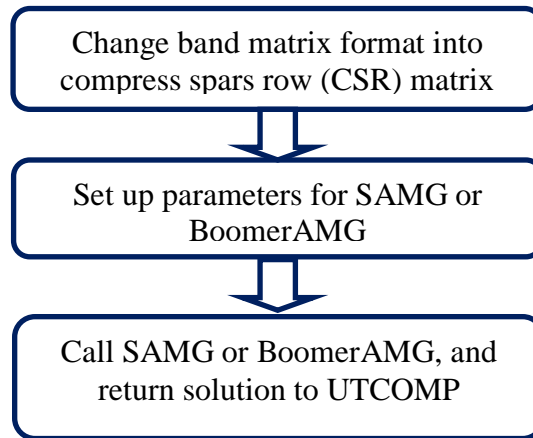 Change band matrix format into
compress spars row (CSR) matrix
Set up parameters for SAMG or
BoomerAMG
Call SAMG or BoomerAMG, and
return solution to UTCOMP